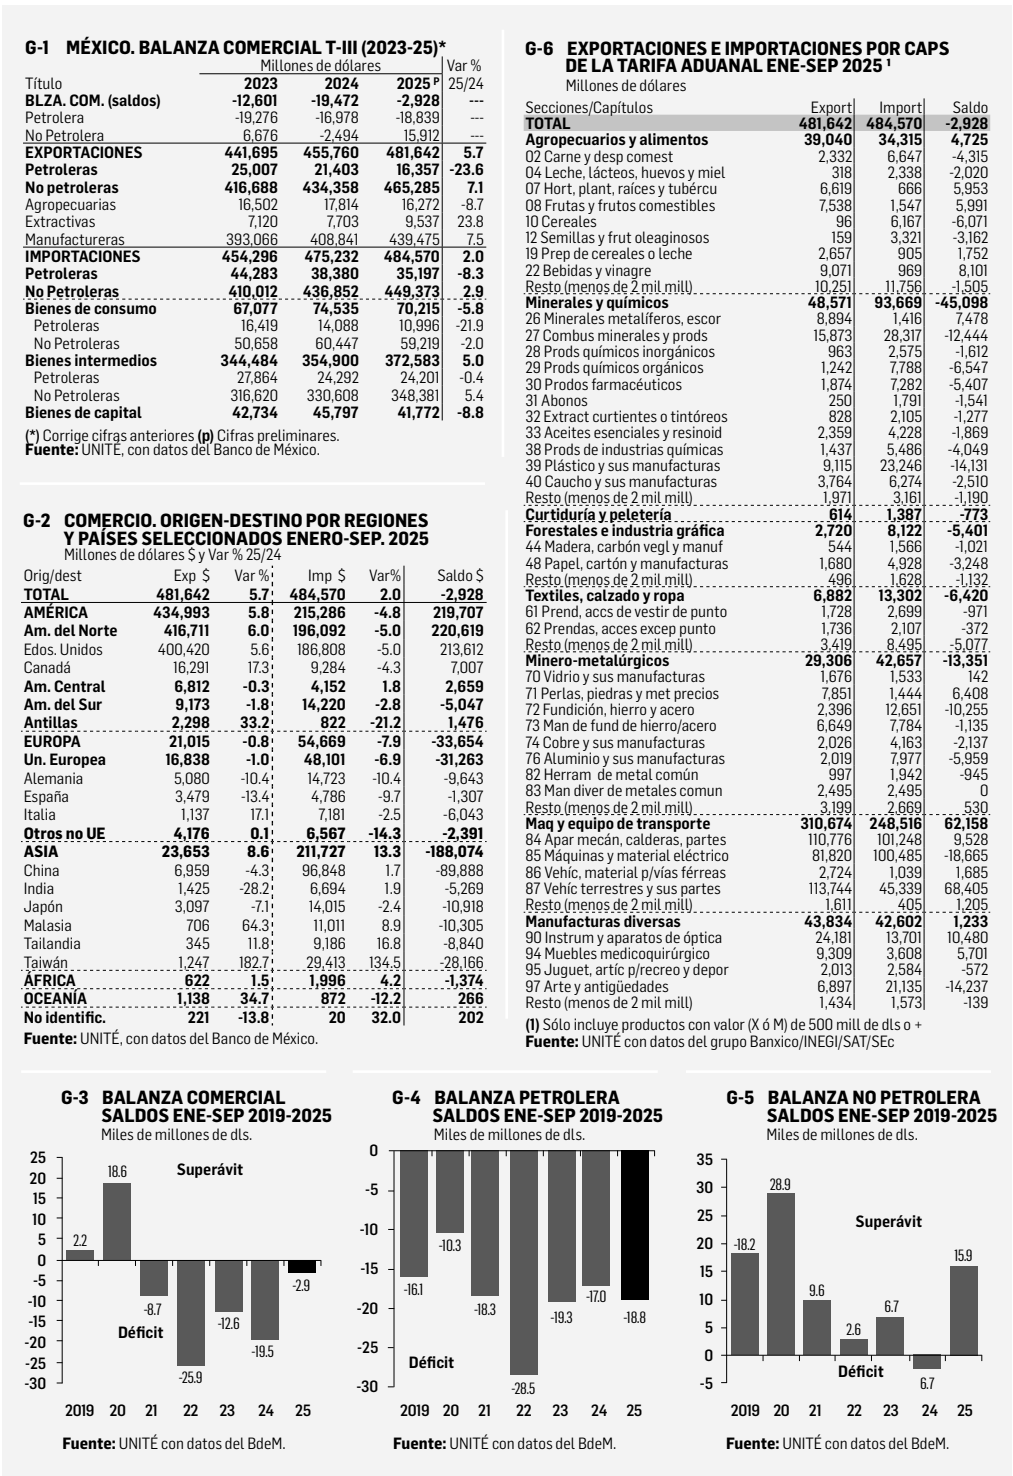 G-1 MÉXICO. BALANZA COMERCIAL T-III (2023-25)*
Millones de dólares Var %
Título 2023 2024 2025 p 25/24
BLZA. COM. (saldos) -12,601 -19,472 -2,928 ---
Petrolera -19,276 -16,978 -18,839 ---
No Petrolera 6,676 -2,494 15,912 ---
EXPORTACIONES 441,695 455,760 481,642 5.7
Petroleras 25,007 21,403 16,357 -23.6
No petroleras 416,688 434,358 465,285 7.1
Agropecuarias 16,502 17,814 16,272 -8.7
Extractivas 7,120 7,703 9,537 23.8
Manufactureras 393,066 408,841 439,475 7.5
IMPORTACIONES 454,296 475,232 484,570 2.0
Petroleras 44,283 38,380 35,197 -8.3
No Petroleras 410,012 436,852 449,373 2.9
Bienes de consumo 67,077 74,535 70,215 -5.8
Petroleras 16,419 14,088 10,996 -21.9
No Petroleras 50,658 60,447 59,219 -2.0
Bienes intermedios 344,484 354,900 372,583 5.0
Petroleras 27,864 24,292 24,201 -0.4
No Petroleras 316,620 330,608 348,381 5.4
Bienes de capital 42,734 45,797 41,772 -8.8
(*) Corrige cifras anteriores (p) Cifras preliminares.
Fuente: UNITÉ, con datos del Banco de México.
G-2 COMERCIO. ORIGEN-DESTINO POR REGIONES
Y PAÍSES SELECCIONADOS ENERO-SEP. 2025
Millones de dólares $ y Var % 25/24
Orig/dest Exp $ Var % Imp $ Var% Saldo $
TOTAL 481,642 5.7 484,570 2.0 -2,928
AMÉRICA 434,993 5.8 215,286 -4.8 219,707
Am. del Norte 416,711 6.0 196,092 -5.0 220,619
Edos. Unidos 400,420 5.6 186,808 -5.0 213,612
Canadá 16,291 17.3 9,284 -4.3 7,007
Am. Central 6,812 -0.3 4,152 1.8 2,659
Am. del Sur 9,173 -1.8 14,220 -2.8 -5,047
Antillas 2,298 33.2 822 -21.2 1,476
EUROPA 21,015 -0.8 54,669 -7.9 -33,654
Un. Europea 16,838 -1.0 48,101 -6.9 -31,263
Alemania 5,080 -10.4 14,723 -10.4 -9,643
España 3,479 -13.4 4,786 -9.7 -1,307
Italia 1,137 17.1 7,181 -2.5 -6,043
Otros no UE 4,176 0.1 6,567 -14.3 -2,391
ASIA 23,653 8.6 211,727 13.3 -188,074
China 6,959 -4.3 96,848 1.7 -89,888
India 1,425 -28.2 6,694 1.9 -5,269
Japón 3,097 -7.1 14,015 -2.4 -10,918
Malasia 706 64.3 11,011 8.9 -10,305
Tailandia 345 11.8 9,186 16.8 -8,840
Taiwán 1,247 182.7 29,413 134.5 -28,166
ÁFRICA 622 1.5 1,996 4.2 -1,374
OCEANÍA 1,138 34.7 872 -12.2 266
No identific. 221 -13.8 20 32.0 202
Fuente: UNITÉ, con datos del Banco de México.
G-6 EXPORTACIONES E IMPORTACIONES POR CAPS
DE LA TARIFA ADUANAL ENE-SEP 2025 1
Millones de dólares
Secciones/Capítulos Export Import Saldo
TOTAL 481,642 484,570 -2,928
Agropecuarios y alimentos 39,040 34,315 4,725
02 Carne y desp comest 2,332 6,647 -4,315
04 Leche, lácteos, huevos y miel 318 2,338 -2,020
07 Hort, plant, raíces y tubércu 6,619 666 5,953
08 Frutas y frutos comestibles 7,538 1,547 5,991
10 Cereales 96 6,167 -6,071
12 Semillas y frut oleaginosos 159 3,321 -3,162
19 Prep de cereales o leche 2,657 905 1,752
22 Bebidas y vinagre 9,071 969 8,101
Resto (menos de 2 mil mill) 10,251 11,756 -1,505
Minerales y químicos 48,571 93,669 -45,098
26 Minerales metalíferos, escor 8,894 1,416 7,478
27 Combus minerales y prods 15,873 28,317 -12,444
28 Prods químicos inorgánicos 963 2,575 -1,612
29 Prods químicos orgánicos 1,242 7,788 -6,547
30 Prodos farmacéuticos 1,874 7,282 -5,407
31 Abonos 250 1,791 -1,541
32 Extract curtientes o tintóreos 828 2,105 -1,277
33 Aceites esenciales y resinoid 2,359 4,228 -1,869
38 Prods de industrias químicas 1,437 5,486 -4,049
39 Plástico y sus manufacturas 9,115 23,246 -14,131
40 Caucho y sus manufacturas 3,764 6,274 -2,510
Resto (menos de 2 mil mill) 1,971 3,161 -1,190
Curtiduría y peletería 614 1,387 -773
Forestales e industria gráfica 2,720 8,122 -5,401
44 Madera, carbón vegl y manuf 544 1,566 -1,021
48 Papel, cartón y manufacturas 1,680 4,928 -3,248
Resto (menos de 2 mil mill) 496 1,628 -1,132
Textiles, calzado y ropa 6,882 13,302 -6,420
61 Prend, accs de vestir de punto 1,728 2,699 -971
62 Prendas, acces excep punto 1,736 2,107 -372
Resto (menos de 2 mil mill) 3,419 8,495 -5,077
Minero-metalúrgicos 29,306 42,657 -13,351
70 Vidrio y sus manufacturas 1,676 1,533 142
71 Perlas, piedras y met precios 7,851 1,444 6,408
72 Fundición, hierro y acero 2,396 12,651 -10,255
73 Man de fund de hierro/acero 6,649 7,784 -1,135
74 Cobre y sus manufacturas 2,026 4,163 -2,137
76 Aluminio y sus manufacturas 2,019 7,977 -5,959
82 Herram de metal común 997 1,942 -945
83 Man diver de metales comun 2,495 2,495 0
Resto (menos de 2 mil mill) 3,199 2,669 530
Maq y equipo de transporte 310,674 248,516 62,158
84 Apar mecán, calderas, partes 110,776 101,248 9,528
85 Máquinas y material eléctrico 81,820 100,485 -18,665
86 Vehíc, material p/vías férreas 2,724 1,039 1,685
87 Vehíc terrestres y sus partes 113,744 45,339 68,405
Resto (menos de 2 mil mill) 1,611 405 1,205
Manufacturas diversas 43,834 42,602 1,233
90 Instrum y aparatos de óptica 24,181 13,701 10,480
94 Muebles medicoquirúrgico 9,309 3,608 5,701
95 Juguet, artíc p/recreo y depor 2,013 2,584 -572
97 Arte y antigüedades 6,897 21,135 -14,237
Resto (menos de 2 mil mill) 1,434 1,573 -139
(1) Sólo incluye productos con valor (X ó M) de 500 mill de dls o +
Fuente: UNITÉ con datos del grupo Banxico/INEGI/SAT/SEc
G-3 BALANZA COMERCIAL
SALDOS ENE-SEP 2019-2025
Miles de millones de dls.
25
20
15
10
5
0
-5
-10
-15
-20
-25
-30
Superávit
Déficit
2.2
18.6
-8.7
-25.9
-12.6
-19.5
-2.9
2019 20 21 22 23 24 25
Fuente: UNITÉ con datos del BdeM.
G-4 BALANZA PETROLERA
SALDOS ENE-SEP 2019-2025
Miles de millones de dls.
0
-5
-10
-15
-20
-25
-30
-16.1
-10.3
-18.3
-28.5
-19.3
-17.0
-18.8
Déficit
2019 20 21 22 23 24 25
Fuente: UNITÉ con datos del BdeM.
G-5 BALANZA NO PETROLERA
SALDOS ENE-SEP 2019-2025
Miles de millones de dls.
35
30
25
20
15
10
5
0
-5
-18.2
28.9
9.6
2.6
6.7
6.7
15.9
Superávit
Déficit
2019 20 21 22 23 24 25
Fuente: UNITÉ con datos del BdeM.